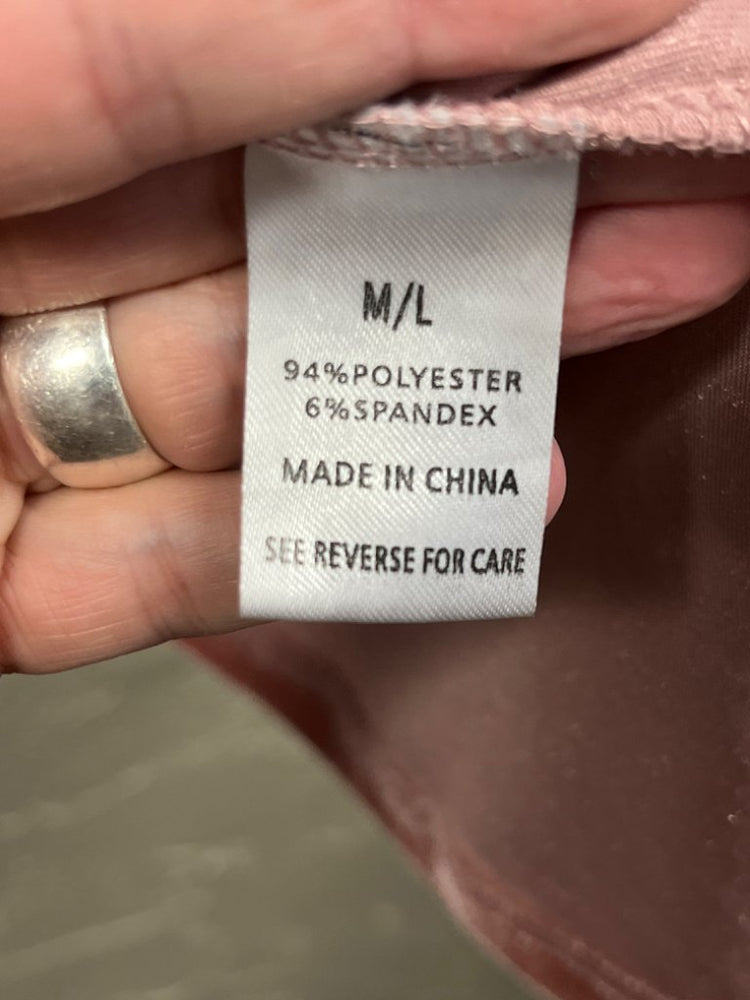 M/L
94%POLYESTER
6%SPANDEX
MADE IN CHINA
SEE REVERSE FOR CARE